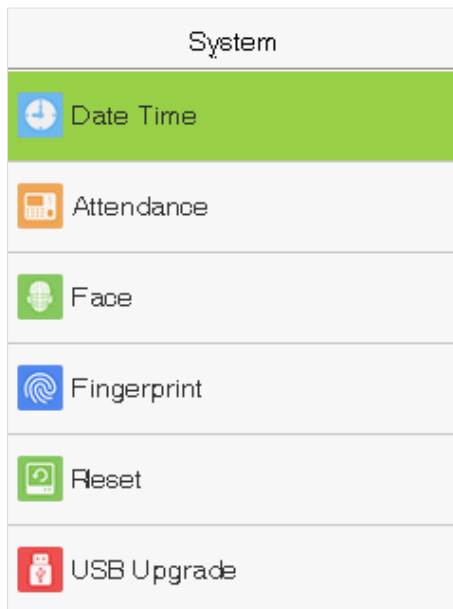 System
Date Time
Attendance
Face
Fingerprint
Reset
USB Upgrade